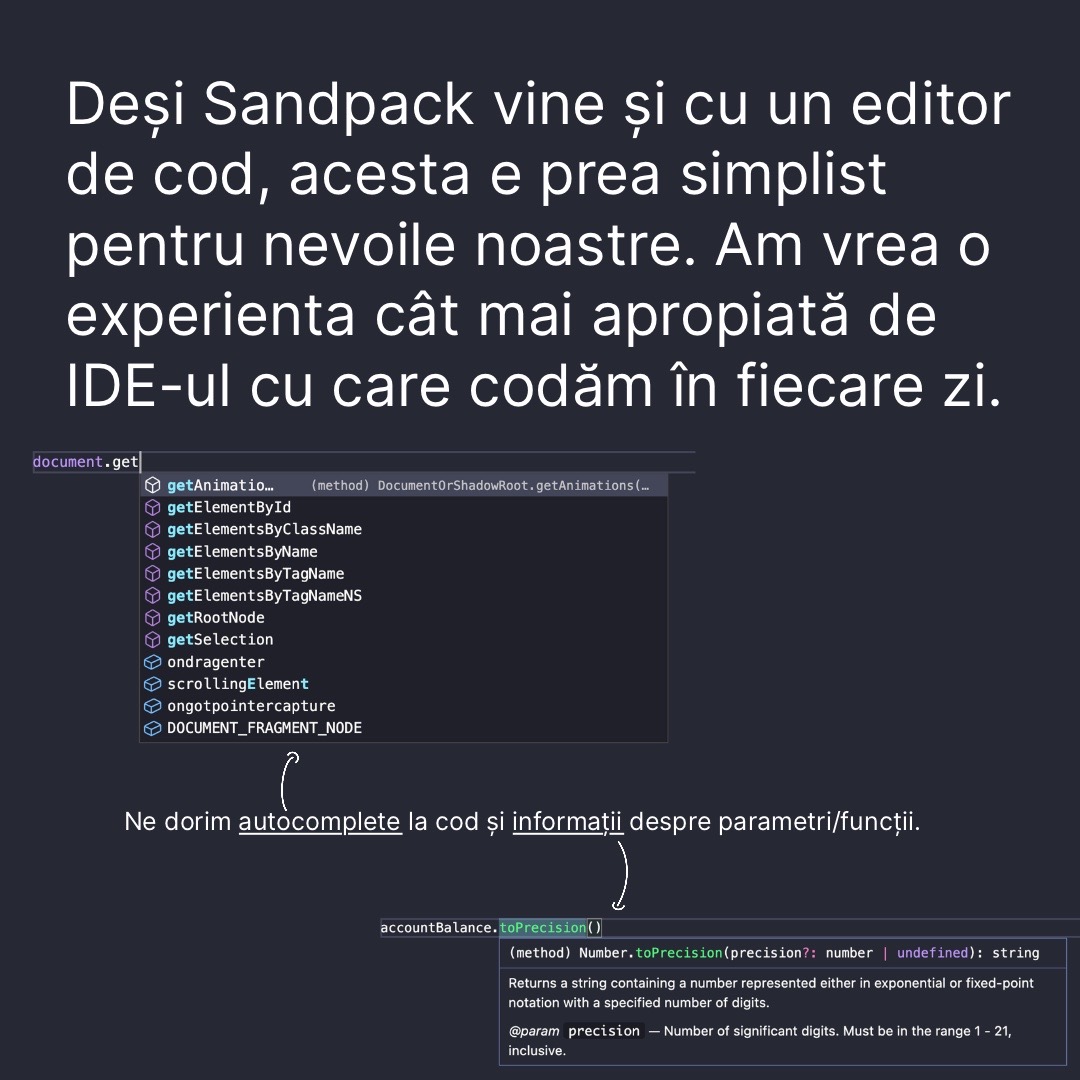 Deși Sandpack vine și cu un editor
de cod, acesta e prea simplist
pentru nevoile noastre. Am vrea o
experienta cât mai apropiată de
IDE-ul cu care codăm în fiecare zi.
document.get
getAnimatio… (method) DocumentOrShadowRoot.getAnimations(…
getElementById
getElementsByClassName
getElementsByName
getElementsByTagName
getElementsByTagNameNS
getRootNode
getSelection
ondragenter
scrollingElement
ongotpointercapture
DOCUMENT_FRAGMENT_NODE
Ne dorim autocomplete la cod și informații despre parametri/funcții.
accountBalance.toPrecision()
(method) Number.toPrecision(precision?: number | undefined): string
Returns a string containing a number represented either in exponential or fixed-point
notation with a specified number of digits.
@param precision — Number of significant digits. Must be in the range 1 - 21,
inclusive.